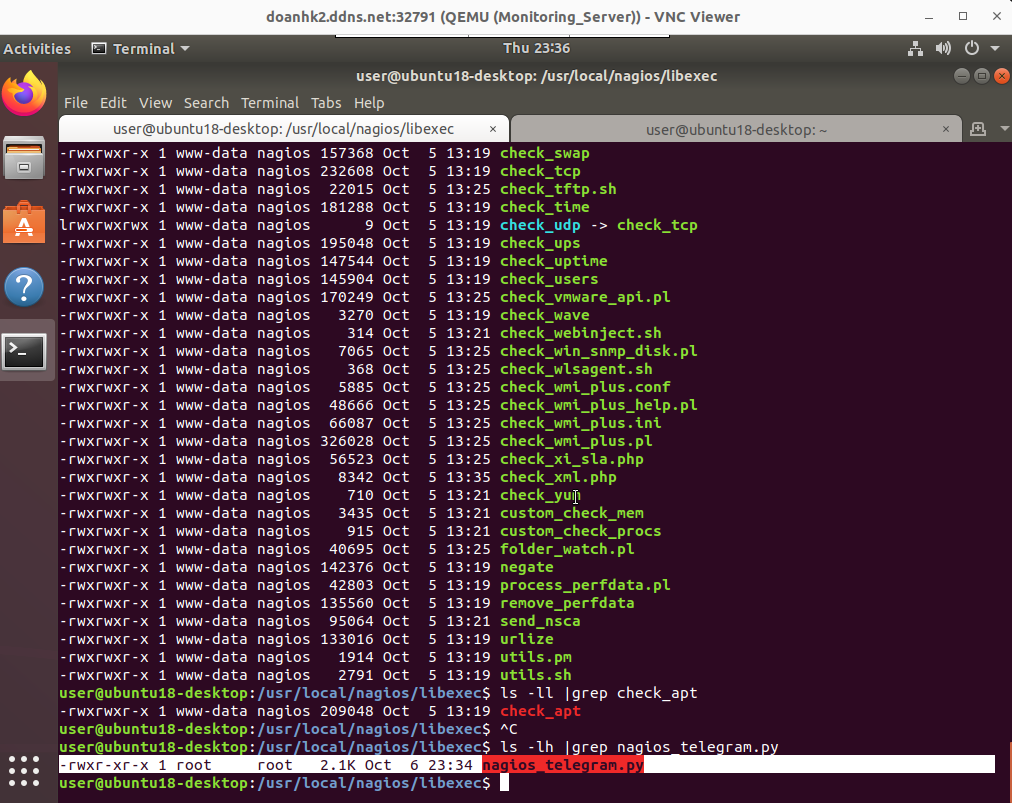 doanhk2.ddns.net:32791 (QEMU (Monitoring_Server)) - VNC Viewer
Activities Terminal Thu 23:36
user@ubuntu18-desktop: /usr/local/nagios/libexec
File Edit View Search Terminal Tabs Help
user@ubuntu18-desktop: /usr/local/nagios/libexec × user@ubuntu18-desktop: ~ ×
-rwxrwxr-x 1 www-data nagios 157368 Oct  5 13:19 check_swap
-rwxrwxr-x 1 www-data nagios 232608 Oct  5 13:19 check_tcp
-rwxrwxr-x 1 www-data nagios  22015 Oct  5 13:25 check_tftp.sh
-rwxrwxr-x 1 www-data nagios 181288 Oct  5 13:19 check_time
lrwxrwxrwx 1 www-data nagios      9 Oct  5 13:19 check_udp -> check_tcp
-rwxrwxr-x 1 www-data nagios 195048 Oct  5 13:19 check_ups
-rwxrwxr-x 1 www-data nagios 147544 Oct  5 13:19 check_uptime
-rwxrwxr-x 1 www-data nagios 145904 Oct  5 13:19 check_users
-rwxrwxr-x 1 www-data nagios 170249 Oct  5 13:25 check_vmware_api.pl
-rwxrwxr-x 1 www-data nagios   3270 Oct  5 13:19 check_wave
-rwxrwxr-x 1 www-data nagios    314 Oct  5 13:21 check_webinject.sh
-rwxrwxr-x 1 www-data nagios   7065 Oct  5 13:25 check_win_snmp_disk.pl
-rwxrwxr-x 1 www-data nagios    368 Oct  5 13:25 check_wlsagent.sh
-rwxrwxr-x 1 www-data nagios   5885 Oct  5 13:25 check_wmi_plus.conf
-rwxrwxr-x 1 www-data nagios  48666 Oct  5 13:25 check_wmi_plus_help.pl
-rwxrwxr-x 1 www-data nagios  66087 Oct  5 13:25 check_wmi_plus.ini
-rwxrwxr-x 1 www-data nagios 326028 Oct  5 13:25 check_wmi_plus.pl
-rwxrwxr-x 1 www-data nagios  56523 Oct  5 13:25 check_xi_sla.php
-rwxrwxr-x 1 www-data nagios   8342 Oct  5 13:35 check_xml.php
-rwxrwxr-x 1 www-data nagios    710 Oct  5 13:21 check_yum
-rwxrwxr-x 1 www-data nagios   3435 Oct  5 13:21 custom_check_mem
-rwxrwxr-x 1 www-data nagios    915 Oct  5 13:21 custom_check_procs
-rwxrwxr-x 1 www-data nagios  40695 Oct  5 13:25 folder_watch.pl
-rwxrwxr-x 1 www-data nagios 142376 Oct  5 13:19 negate
-rwxrwxr-x 1 www-data nagios  42803 Oct  5 13:19 process_perfdata.pl
-rwxrwxr-x 1 www-data nagios 135560 Oct  5 13:19 remove_perfdata
-rwxrwxr-x 1 www-data nagios  95064 Oct  5 13:21 send_nsca
-rwxrwxr-x 1 www-data nagios 133016 Oct  5 13:19 urlize
-rwxrwxr-x 1 www-data nagios   1914 Oct  5 13:19 utils.pm
-rwxrwxr-x 1 www-data nagios   2791 Oct  5 13:19 utils.sh
user@ubuntu18-desktop:/usr/local/nagios/libexec$ ls -ll |grep check_apt
-rwxrwxr-x 1 www-data nagios 209048 Oct  5 13:19 check_apt
user@ubuntu18-desktop:/usr/local/nagios/libexec$ ^C
user@ubuntu18-desktop:/usr/local/nagios/libexec$ ls -lh |grep nagios_telegram.py
-rwxr-xr-x 1 root     root   2.1K Oct  6 23:34 nagios_telegram.py
user@ubuntu18-desktop:/usr/local/nagios/libexec$